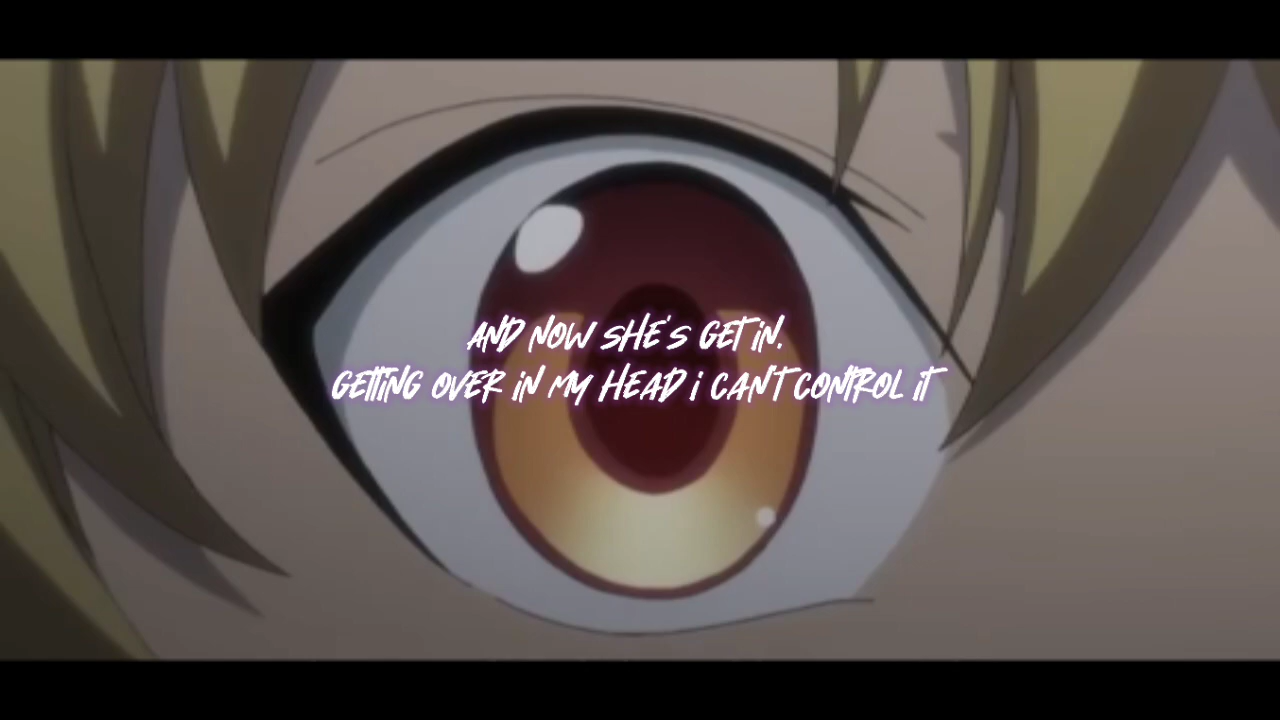 AND NOW SHE'S GET IN.
GETTING OVER IN MY HEAD I CAN'T CONTROL IT